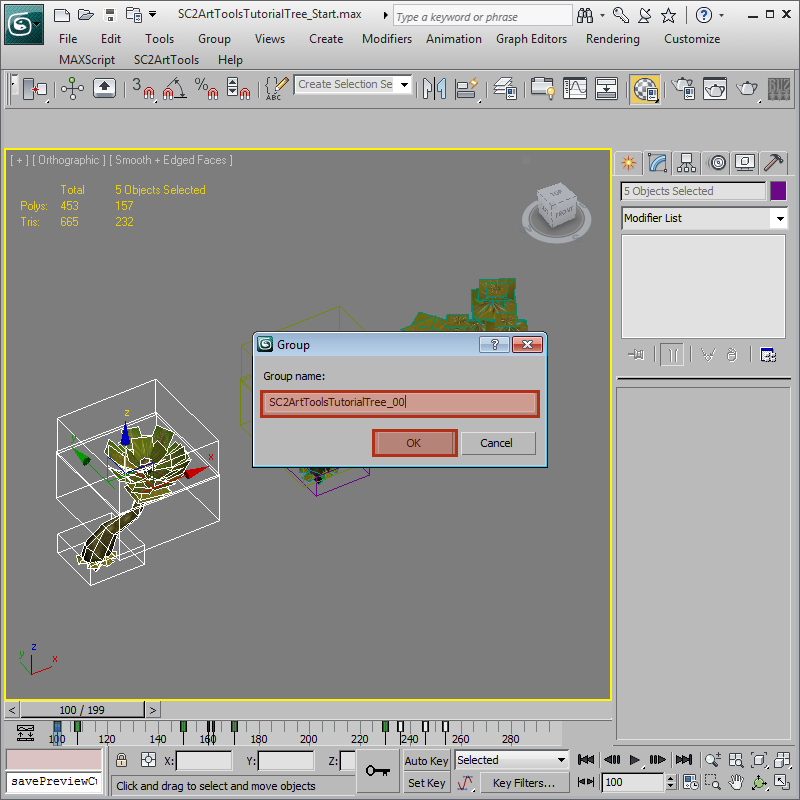 SC2ArtToolsTutorialTree_Start.max
Type a keyword or phrase
File Edit Tools Group Views Create Modifiers Animation Graph Editors Rendering Customize
MAXScript SC2ArtTools Help
3 % ABC Create Selection Se
[ + ] [ Orthographic ] [ Smooth + Edged Faces ]
Total 5 Objects Selected
Polys: 453 157
Tris: 665 232
TOP
FRONT
5 Objects Selected
Modifier List
Group
Group name:
SC2ArtToolsTutorialTree_00
OK Cancel
z
y
x
z
y
x
< 100 / 199 >
100 120 140 160 180 200 220 240 260 280
X: Y: Z: Auto Key Selected
savePreviewCu Click and drag to select and move objects Set Key Key Filters... 100